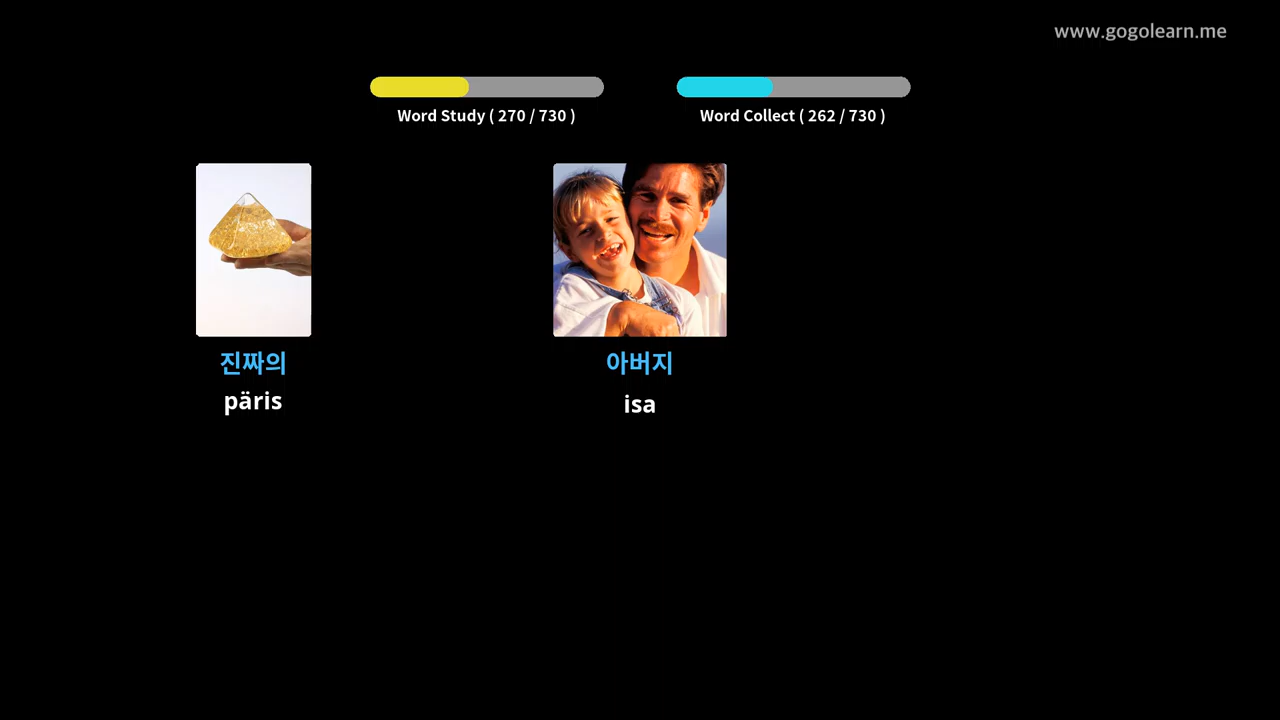 www.gogolearn.me
Word Study ( 270 / 730 )
Word Collect ( 262 / 730 )
진짜의
päris
아버지
isa